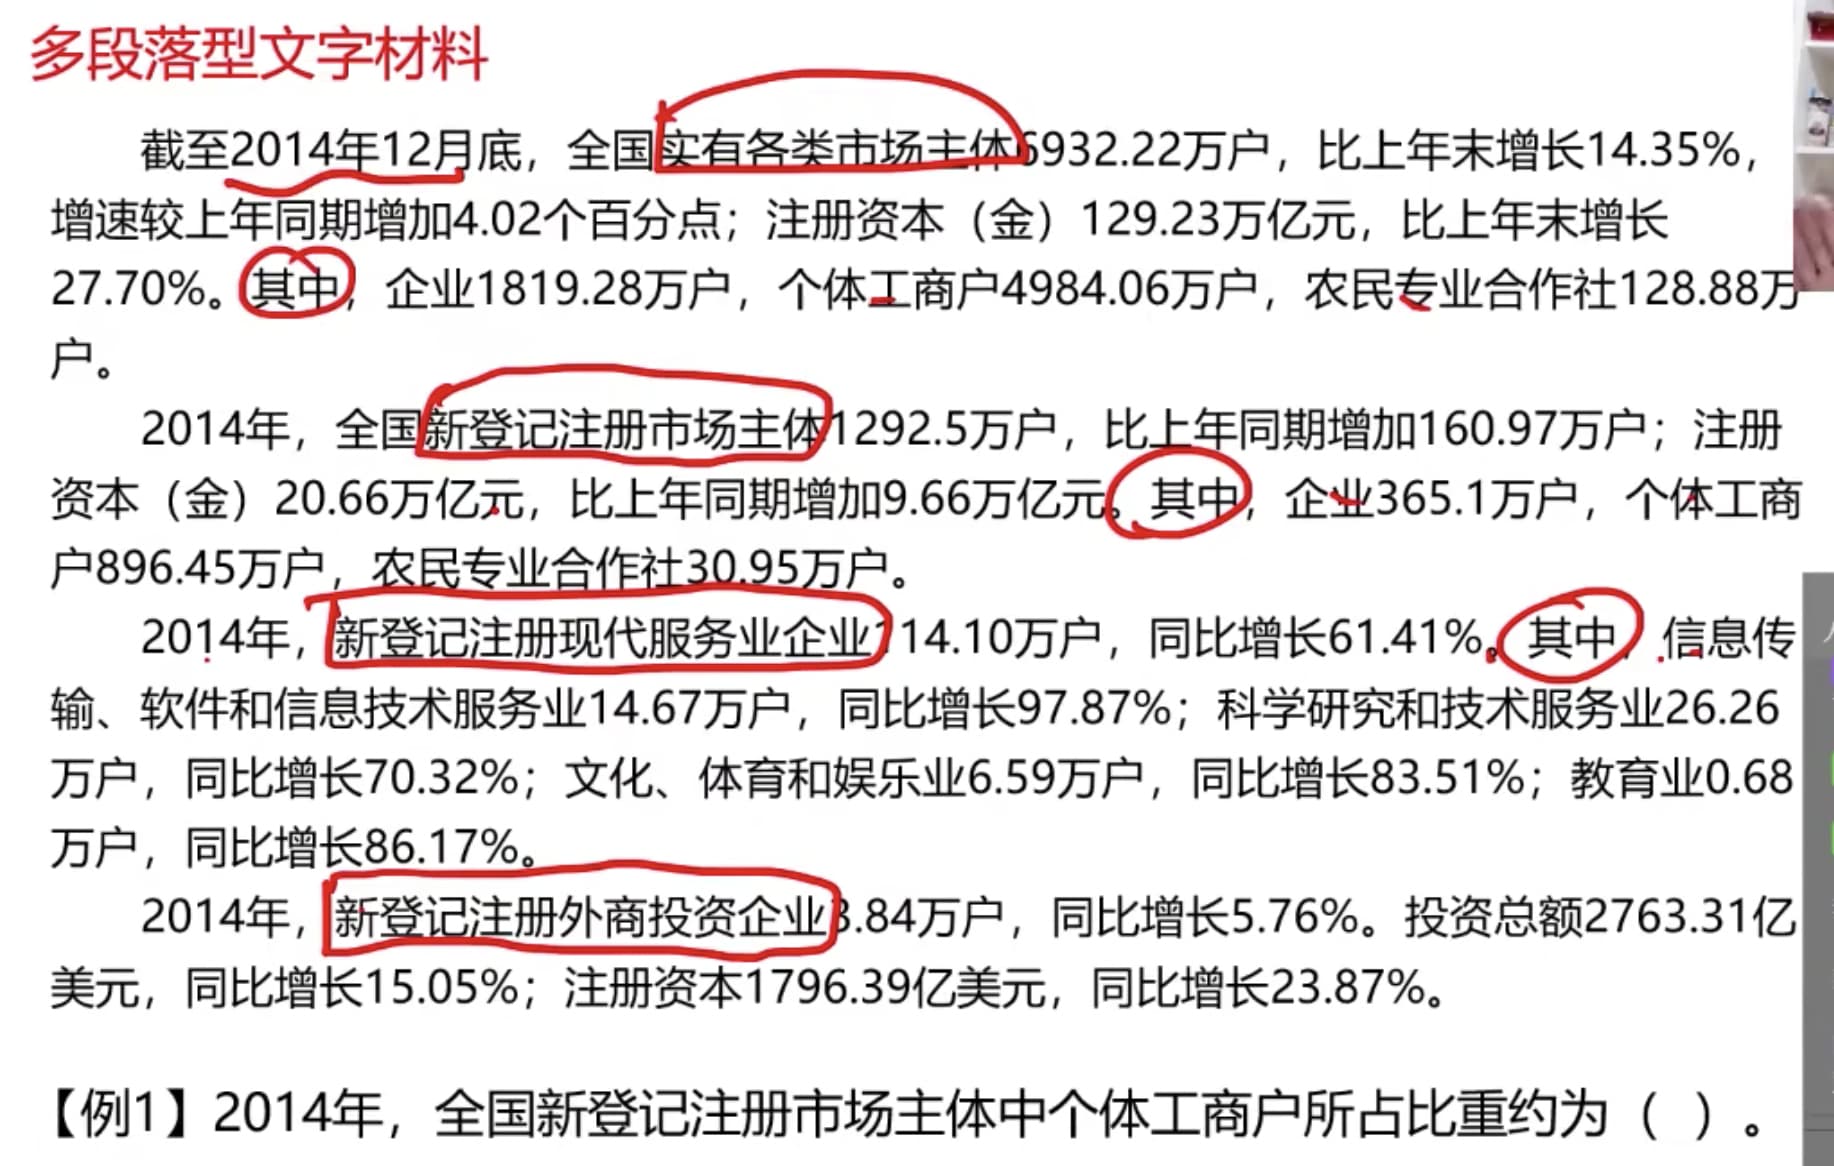 多段落型文字材料
截至2014年12月底，全国实有各类市场主体6932.22万户，比上年末增长14.35%，
增速较上年同期增加4.02个百分点；注册资本（金）129.23万亿元，比上年末增长
27.70%。其中，企业1819.28万户，个体工商户4984.06万户，农民专业合作社128.88万
户。
2014年，全国新登记注册市场主体1292.5万户，比上年同期增加160.97万户；注册
资本（金）20.66万亿元，比上年同期增加9.66万亿元。其中，企业365.1万户，个体工商
户896.45万户，农民专业合作社30.95万户。
2014年，新登记注册现代服务业企业114.10万户，同比增长61.41%。其中，信息传
输、软件和信息技术服务业14.67万户，同比增长97.87%；科学研究和技术服务业26.26
万户，同比增长70.32%；文化、体育和娱乐业6.59万户，同比增长83.51%；教育业0.68
万户，同比增长86.17%。
2014年，新登记注册外商投资企业3.84万户，同比增长5.76%。投资总额2763.31亿
美元，同比增长15.05%；注册资本1796.39亿美元，同比增长23.87%。
【例1】2014年，全国新登记注册市场主体中个体工商户所占比重约为（ ）。